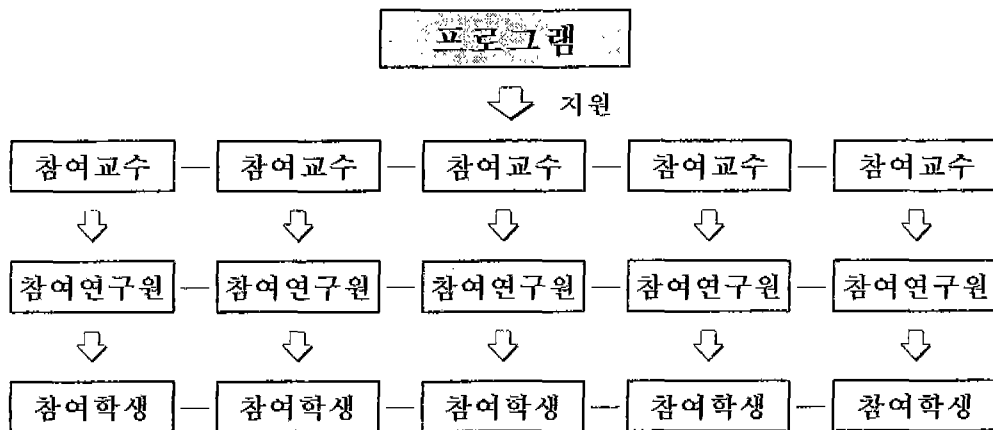 프로그램
지원
참여교수 — 참여교수 — 참여교수 — 참여교수 — 참여교수
참여연구원 — 참여연구원 — 참여연구원 — 참여연구원 — 참여연구원
참여학생 — 참여학생 — 참여학생 — 참여학생 — 참여학생